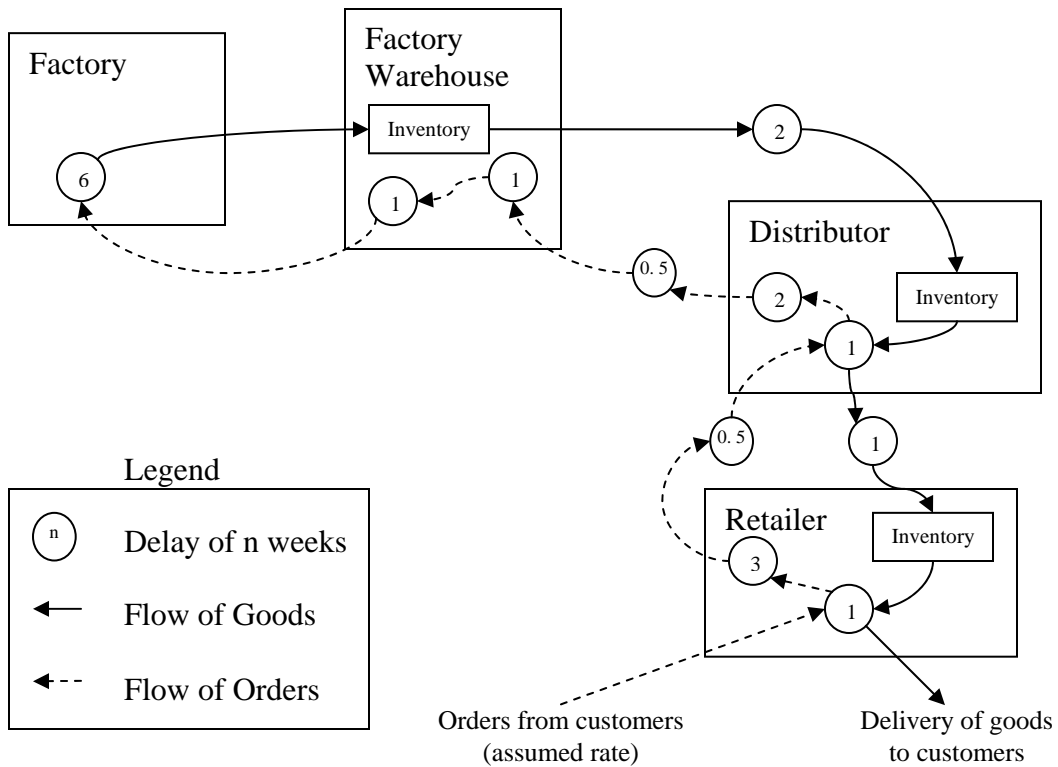 Factory
6
Factory
Warehouse
Inventory
1
1
2
Distributor
Inventory
0. 5
2
1
0. 5
1
Retailer
Inventory
3
1
Legend
n
Delay of n weeks
Flow of Goods
Flow of Orders
Orders from customers
(assumed rate)
Delivery of goods
to customers